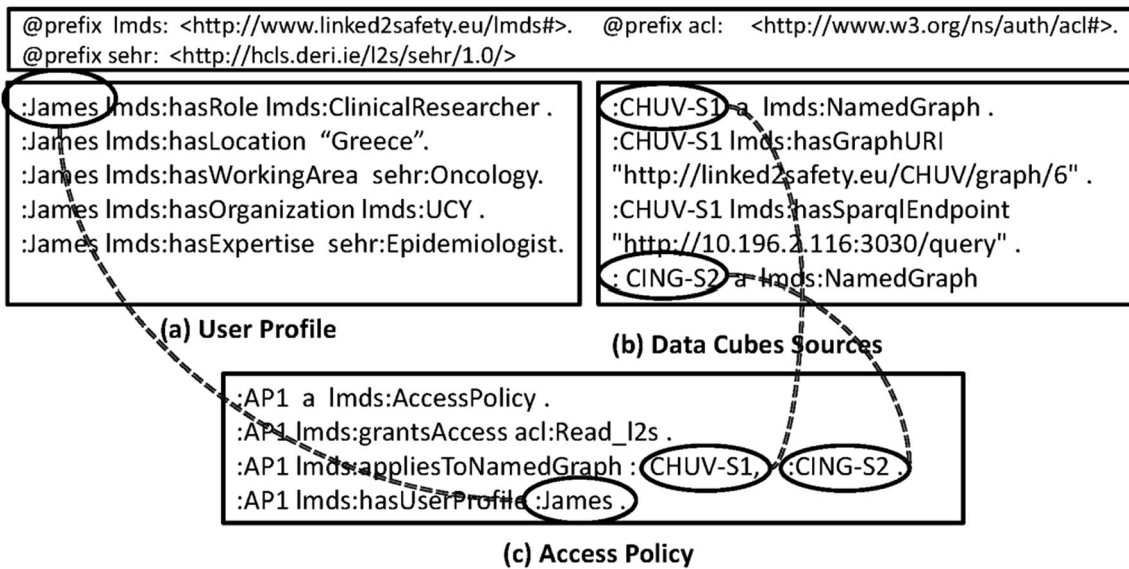 @prefix lmds: <http://www.linked2safety.eu/lmds#>. @prefix acl: <http://www.w3.org/ns/auth/acl#>.
@prefix sehr: <http://hcls.deri.ie/l2s/sehr/1.0/>
:James lmds:hasRole lmds:ClinicalResearcher .
:James lmds:hasLocation “Greece”.
:James lmds:hasWorkingArea sehr:Oncology.
:James lmds:hasOrganization lmds:UCY .
:James lmds:hasExpertise sehr:Epidemiologist.
(a) User Profile
:CHUV-S1 a lmds:NamedGraph .
:CHUV-S1 lmds:hasGraphURI
"http://linked2safety.eu/CHUV/graph/6" .
:CHUV-S1 lmds:hasSparqlEndpoint
"http://10.196.2.116:3030/query" .
: CING-S2 a lmds:NamedGraph
(b) Data Cubes Sources
:AP1 a lmds:AccessPolicy .
:AP1 lmds:grantsAccess acl:Read_l2s .
:AP1 lmds:appliesToNamedGraph : CHUV-S1, :CING-S2 .
:AP1 lmds:hasUserProfile :James .
(c) Access Policy